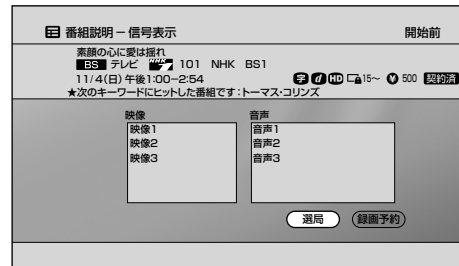 番組説明－信号表示 開始前
素顔の心に愛は揺れ
BS テレビ 101 NHK BS1
11/4(日)午後1:00-2:54 字 d HD 15～ ¥ 500 契約済
★次のキーワードにヒットした番組です:トーマス・コリンズ
映像 音声
映像1 音声1
映像2 音声2
映像3 音声3
選局 録画予約